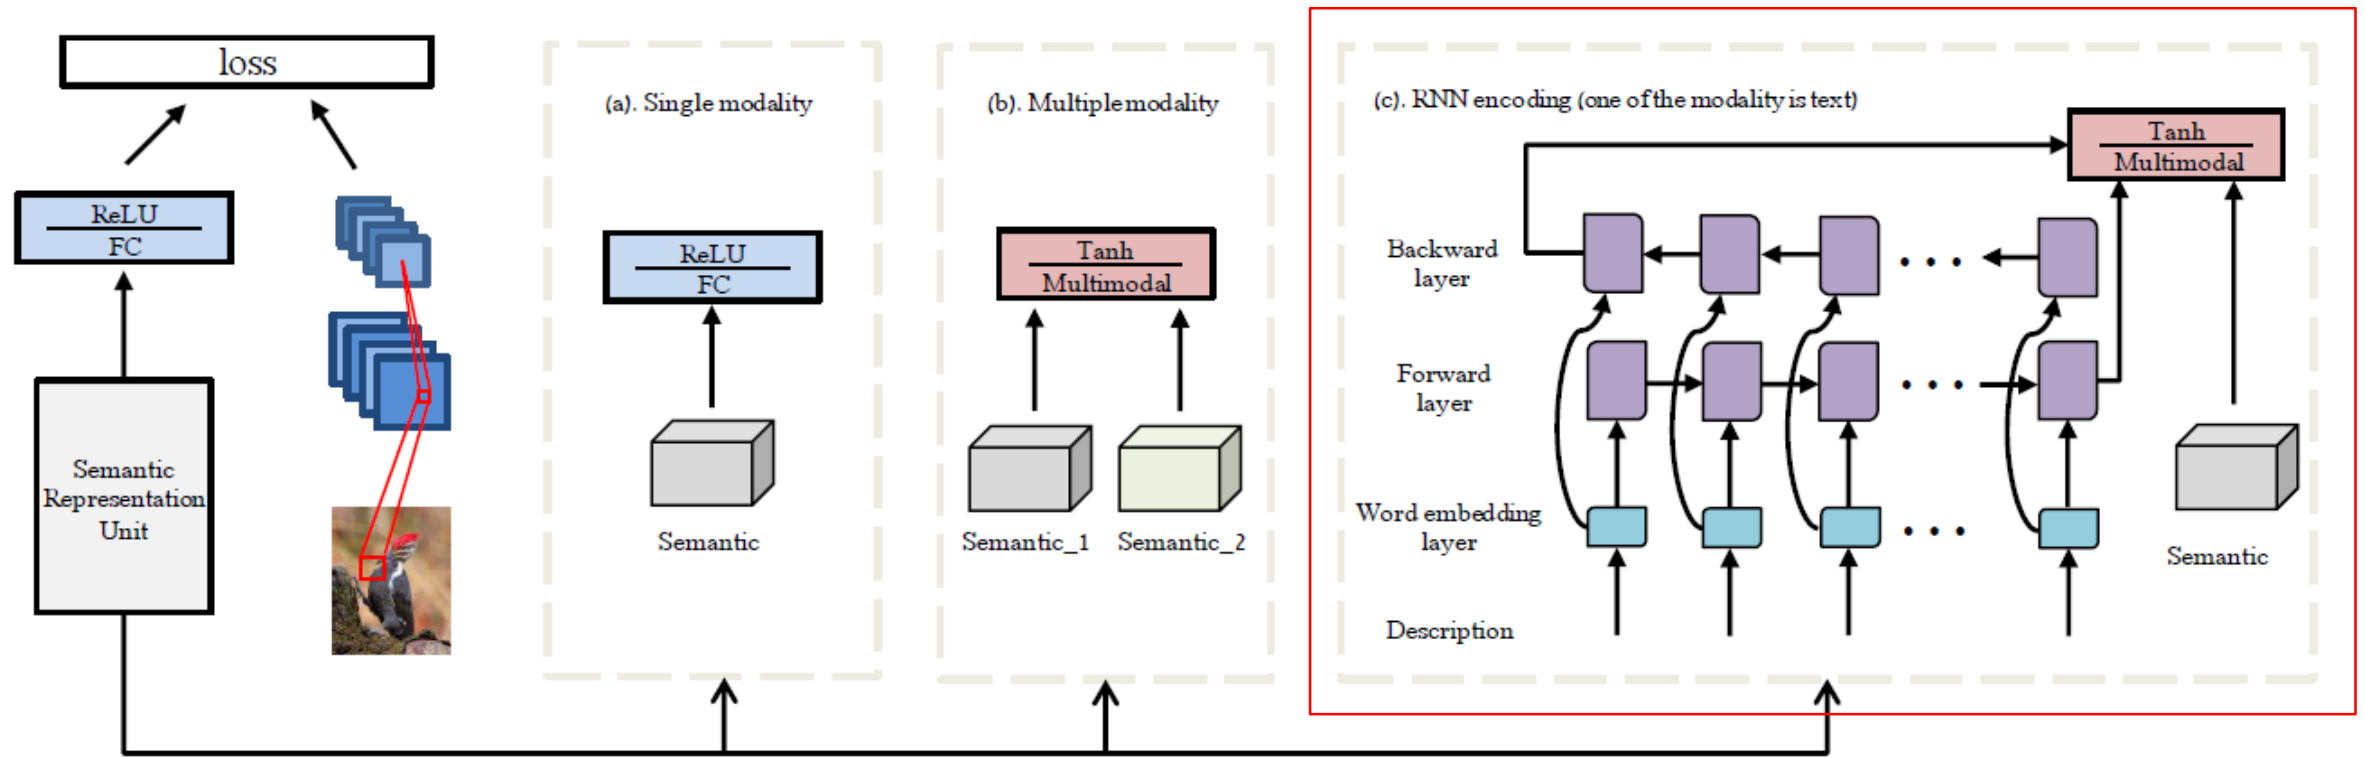 loss
ReLU
FC
Semantic
Representation
Unit
(a). Single modality
ReLU
FC
Semantic
(b). Multiple modality
Tanh
Multimodal
Semantic_1
Semantic_2
(c). RNN encoding (one of the modality is text)
Tanh
Multimodal
Backward
layer
Forward
layer
Word embedding
layer
Description
Semantic